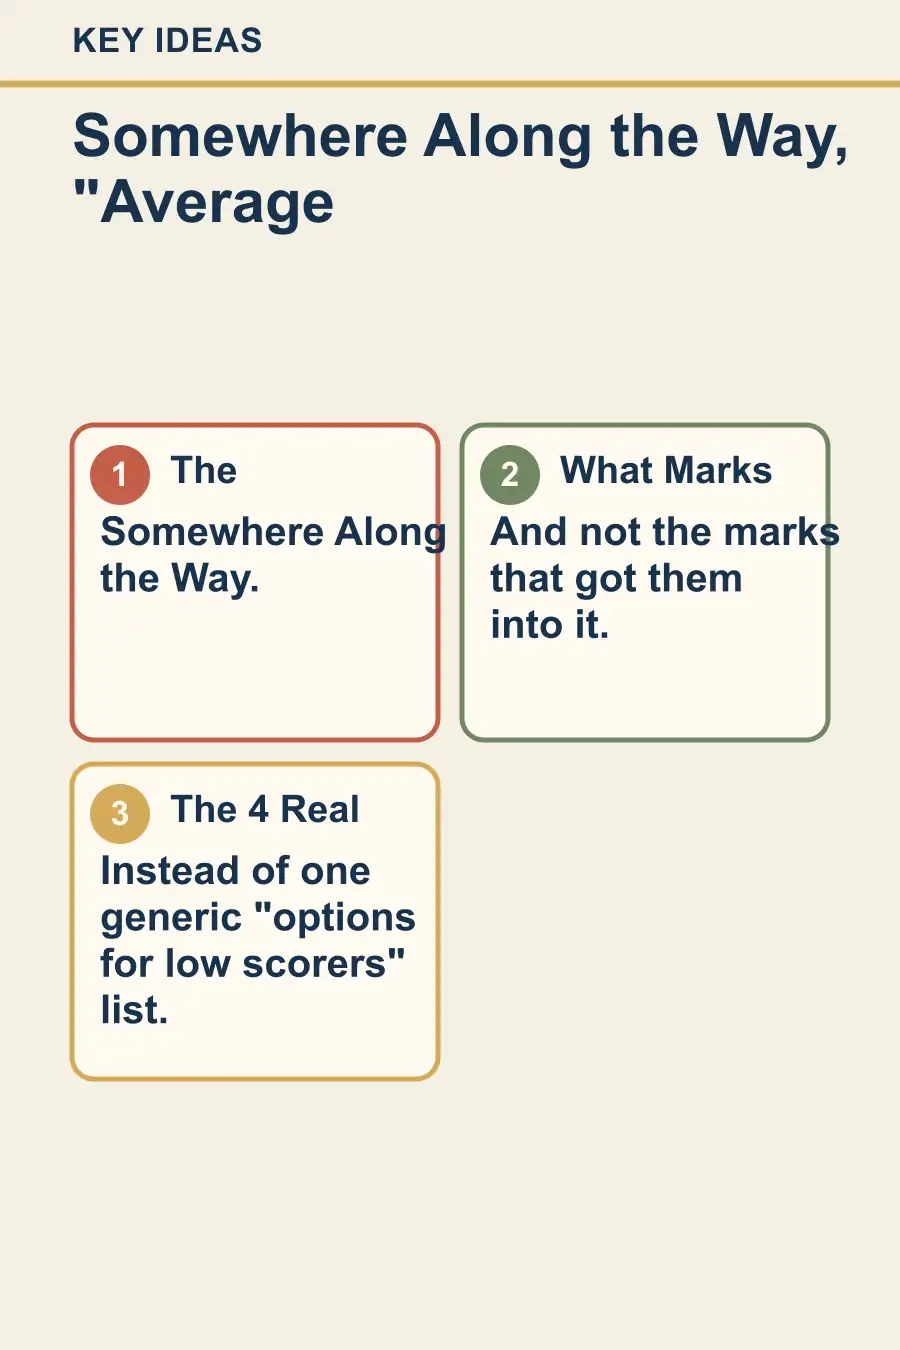 KEY IDEAS
Somewhere Along the Way,
"Average
1 The
Somewhere Along
the Way.
2 What Marks
And not the marks
that got them
into it.
3 The 4 Real
Instead of one
generic "options
for low scorers"
list.